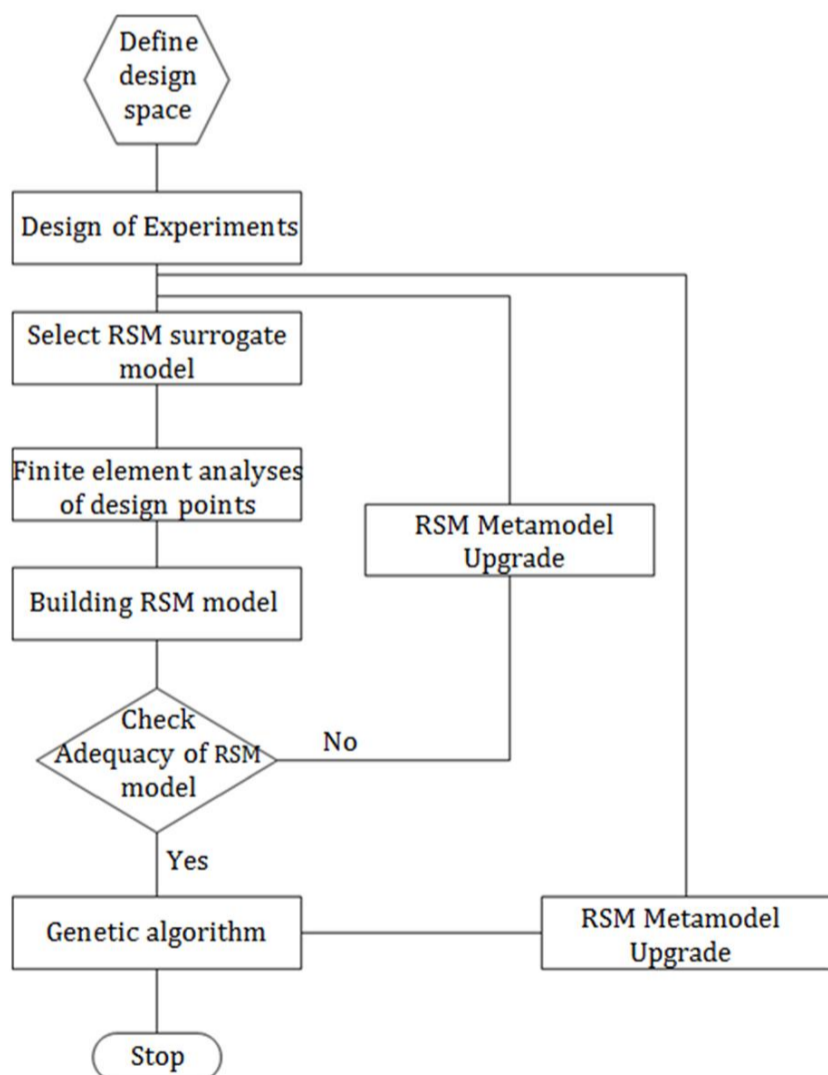 Define
design
space
Design of Experiments
Select RSM surrogate
model
Finite element analyses
of design points
RSM Metamodel
Upgrade
Building RSM model
Check
Adequacy of RSM
model
No
Yes
Genetic algorithm
RSM Metamodel
Upgrade
Stop